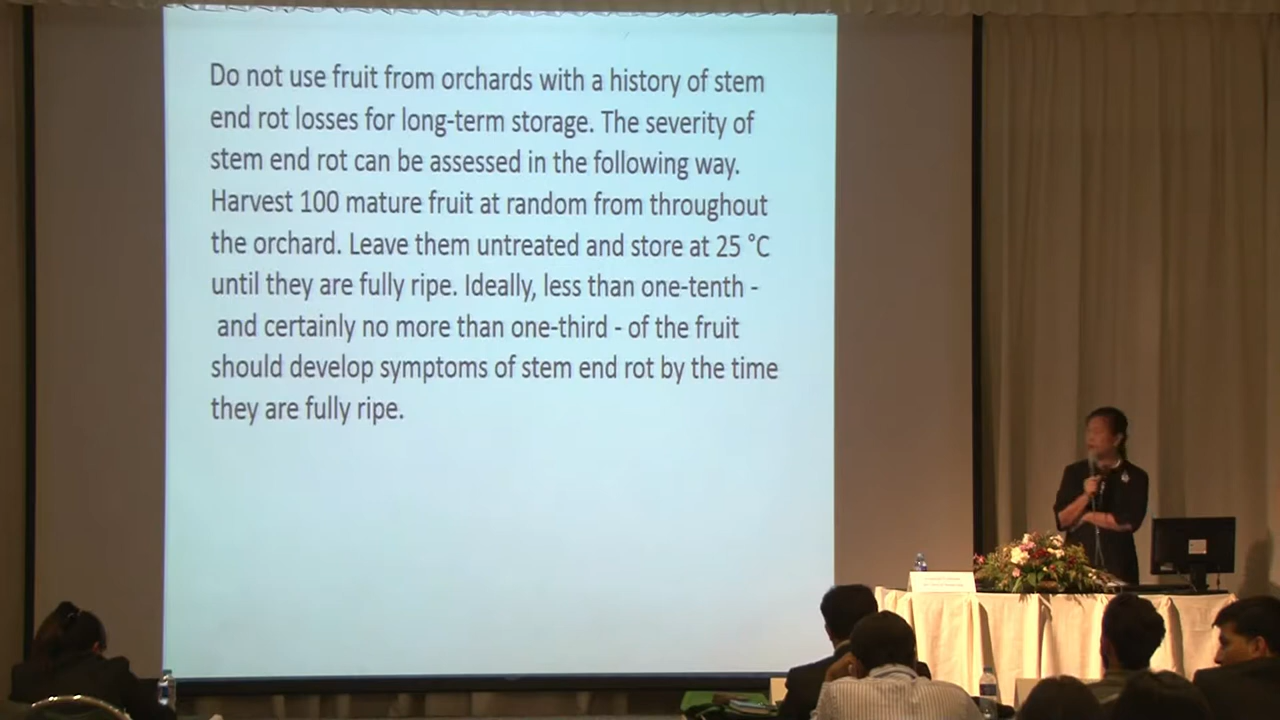 Do not use fruit from orchards with a history of stem
end rot losses for long-term storage. The severity of
stem end rot can be assessed in the following way.
Harvest 100 mature fruit at random from throughout
the orchard. Leave them untreated and store at 25 °C
until they are fully ripe. Ideally, less than one-tenth -
and certainly no more than one-third - of the fruit
should develop symptoms of stem end rot by the time
they are fully ripe.